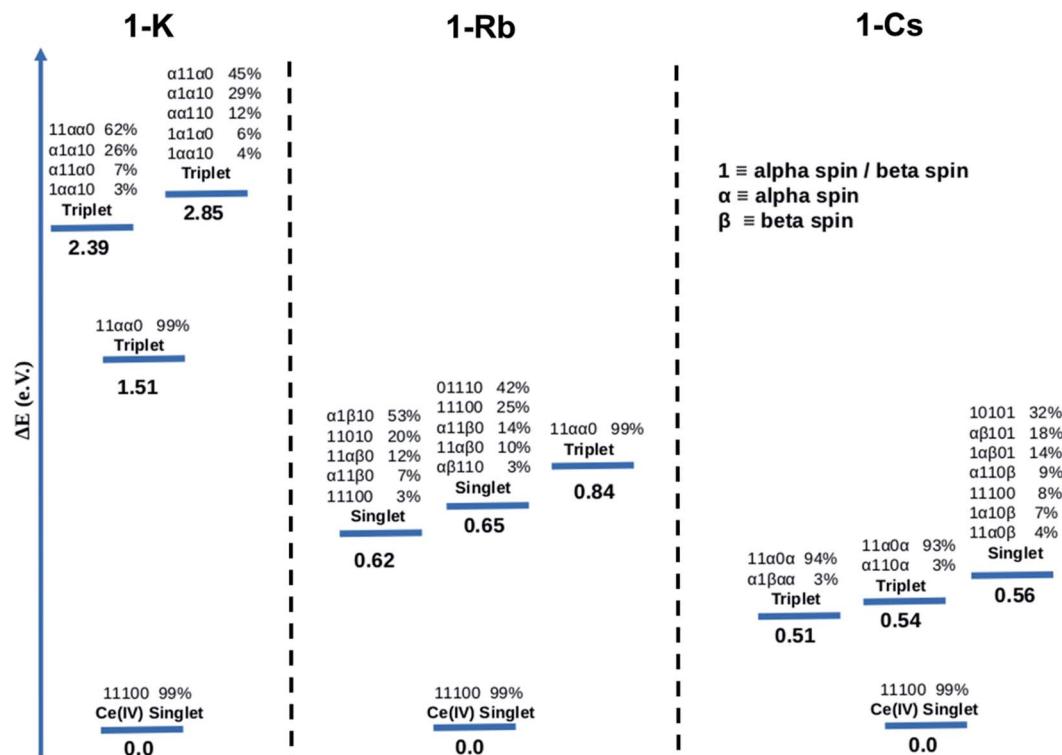 1-K
1-Rb
1-Cs
ΔE (e.V.)
α11α0 45%
α1α10 29%
αα110 12%
1α1α0 6%
1αα10 4%
Triplet
2.85
11αα0 62%
α1α10 26%
α11α0 7%
1αα10 3%
Triplet
2.39
11αα0 99%
Triplet
1.51
11100 99%
Ce(IV) Singlet
0.0
α1β10 53%
11010 20%
11αβ0 12%
α11β0 7%
11100 3%
Singlet
0.62
01110 42%
11100 25%
α11β0 14%
11αβ0 10%
αβ110 3%
Singlet
0.65
11αα0 99%
Triplet
0.84
11100 99%
Ce(IV) Singlet
0.0
1 ≡ alpha spin / beta spin
α ≡ alpha spin
β ≡ beta spin
11α0α 94%
α1βαα 3%
Triplet
0.51
11α0α 93%
α110α 3%
Triplet
0.54
10101 32%
αβ101 18%
1αβ01 14%
α110β 9%
11100 8%
1α10β 7%
11α0β 4%
Singlet
0.56
11100 99%
Ce(IV) Singlet
0.0